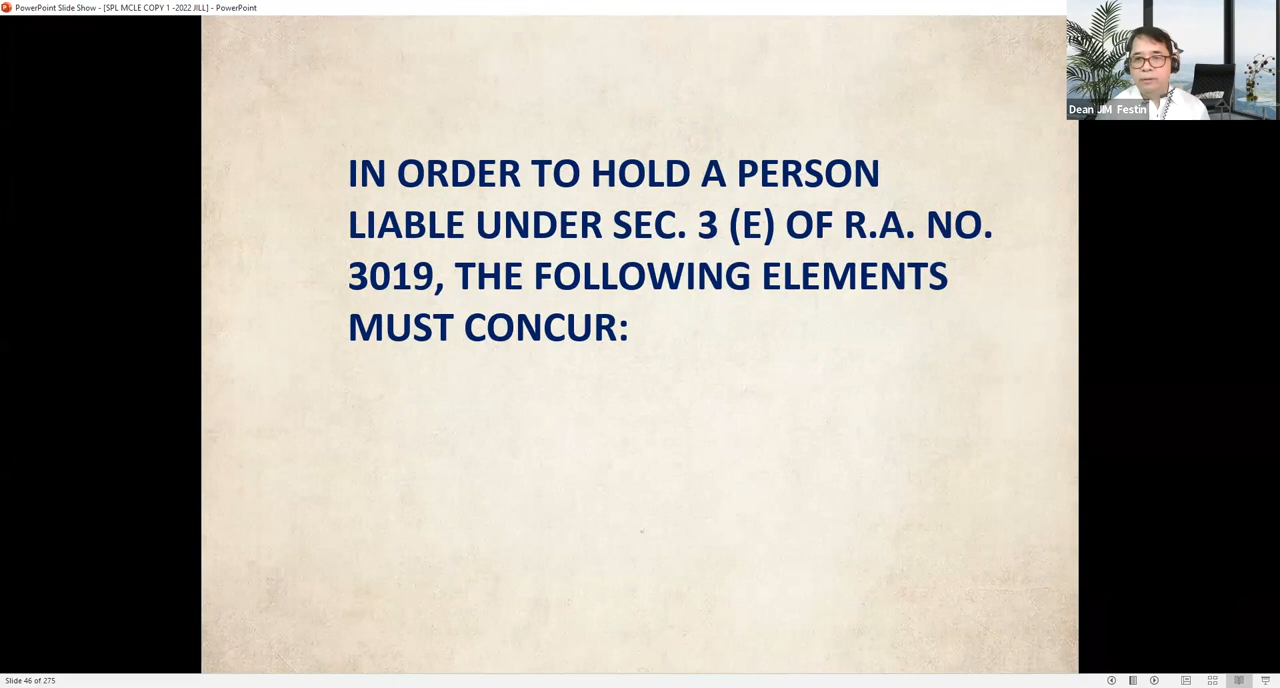 PowerPoint Slide Show - [SPL MCLE COPY 1 -2022 JILL] - PowerPoint
Dean JIM Festin
IN ORDER TO HOLD A PERSON
LIABLE UNDER SEC. 3 (E) OF R.A. NO.
3019, THE FOLLOWING ELEMENTS
MUST CONCUR:
Slide 46 of 275